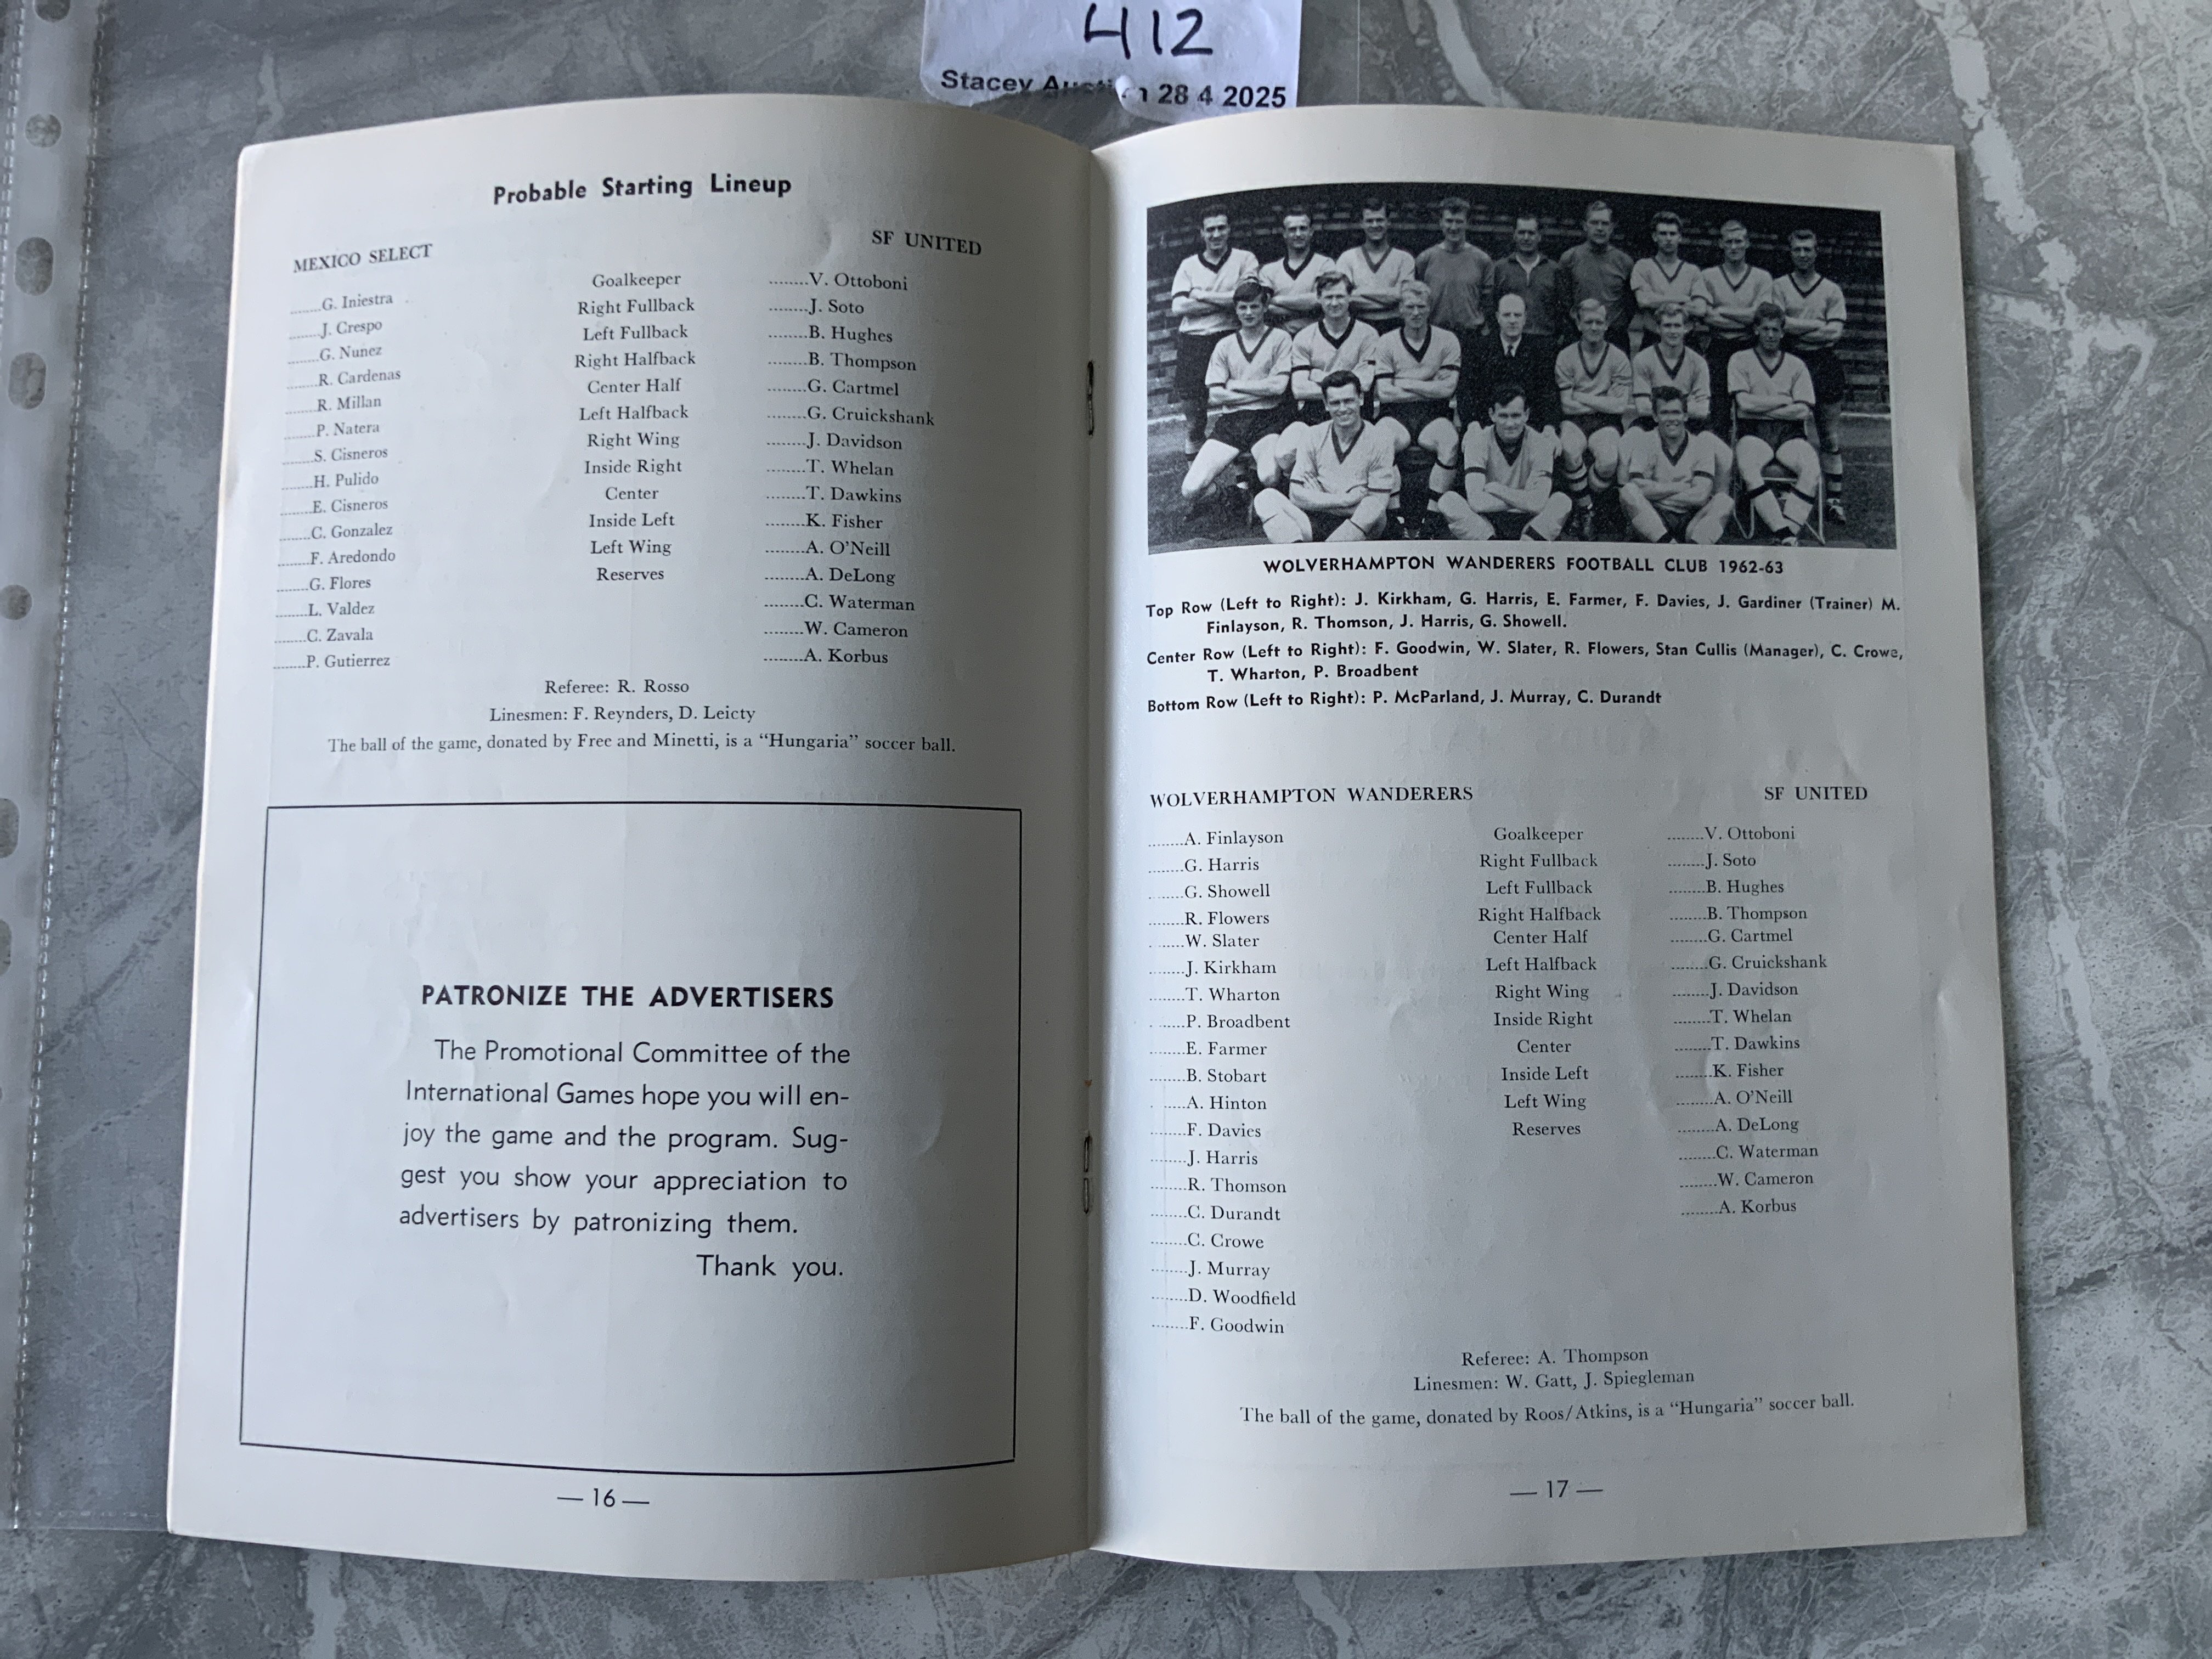 412
Stacey Auction 28 4 2025
Probable Starting Lineup
MEXICO SELECT
SF UNITED
........G. Iniestra Goalkeeper ........V. Ottoboni
........J. Crespo Right Fullback ........J. Soto
........G. Nunez Left Fullback ........B. Hughes
........R. Cardenas Right Halfback ........B. Thompson
........R. Millan Center Half ........G. Cartmel
........P. Natera Left Halfback ........G. Cruickshank
........S. Cisneros Right Wing ........J. Davidson
........H. Pulido Inside Right ........T. Whelan
........E. Cisneros Center ........T. Dawkins
........C. Gonzalez Inside Left ........K. Fisher
........F. Aredondo Left Wing ........A. O'Neill
........G. Flores Reserves ........A. DeLong
........L. Valdez ........C. Waterman
........C. Zavala ........W. Cameron
........P. Gutierrez ........A. Korbus
Referee: R. Rosso
Linesmen: F. Reynders, D. Leicty
The ball of the game, donated by Free and Minetti, is a "Hungaria" soccer ball.
PATRONIZE THE ADVERTISERS
The Promotional Committee of the
International Games hope you will en-
joy the game and the program. Sug-
gest you show your appreciation to
advertisers by patronizing them.
Thank you.
— 16 —
WOLVERHAMPTON WANDERERS FOOTBALL CLUB 1962-63
Top Row (Left to Right): J. Kirkham, G. Harris, E. Farmer, F. Davies, J. Gardiner (Trainer) M.
Finlayson, R. Thomson, J. Harris, G. Showell.
Center Row (Left to Right): F. Goodwin, W. Slater, R. Flowers, Stan Cullis (Manager), C. Crowe,
T. Wharton, P. Broadbent
Bottom Row (Left to Right): P. McParland, J. Murray, C. Durandt
WOLVERHAMPTON WANDERERS SF UNITED
........A. Finlayson Goalkeeper ........V. Ottoboni
........G. Harris Right Fullback ........J. Soto
........G. Showell Left Fullback ........B. Hughes
........R. Flowers Right Halfback ........B. Thompson
........W. Slater Center Half ........G. Cartmel
........J. Kirkham Left Halfback ........G. Cruickshank
........T. Wharton Right Wing ........J. Davidson
........P. Broadbent Inside Right ........T. Whelan
........E. Farmer Center ........T. Dawkins
........B. Stobart Inside Left ........K. Fisher
........A. Hinton Left Wing ........A. O'Neill
........F. Davies Reserves ........A. DeLong
........J. Harris ........C. Waterman
........R. Thomson ........W. Cameron
........C. Durandt ........A. Korbus
........C. Crowe
........J. Murray
........D. Woodfield
........F. Goodwin
Referee: A. Thompson
Linesmen: W. Gatt, J. Spiegleman
The ball of the game, donated by Roos/Atkins, is a "Hungaria" soccer ball.
— 17 —